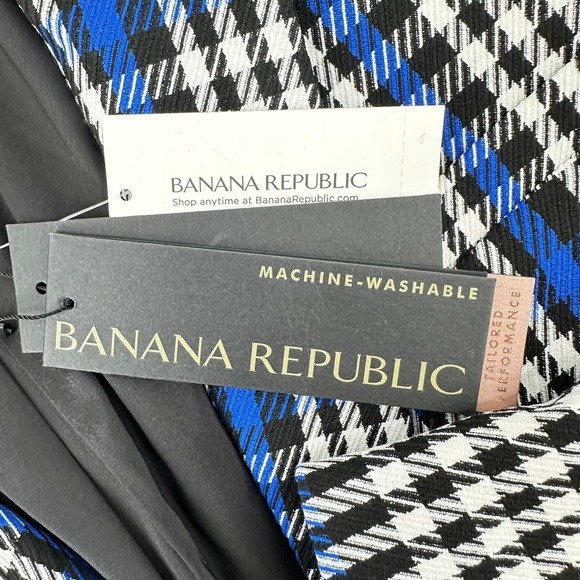 BANANA REPUBLIC
Shop anytime at BananaRepublic.com
MACHINE-WASHABLE
BANANA REPUBLIC
TAILORED
PERFORMANCE